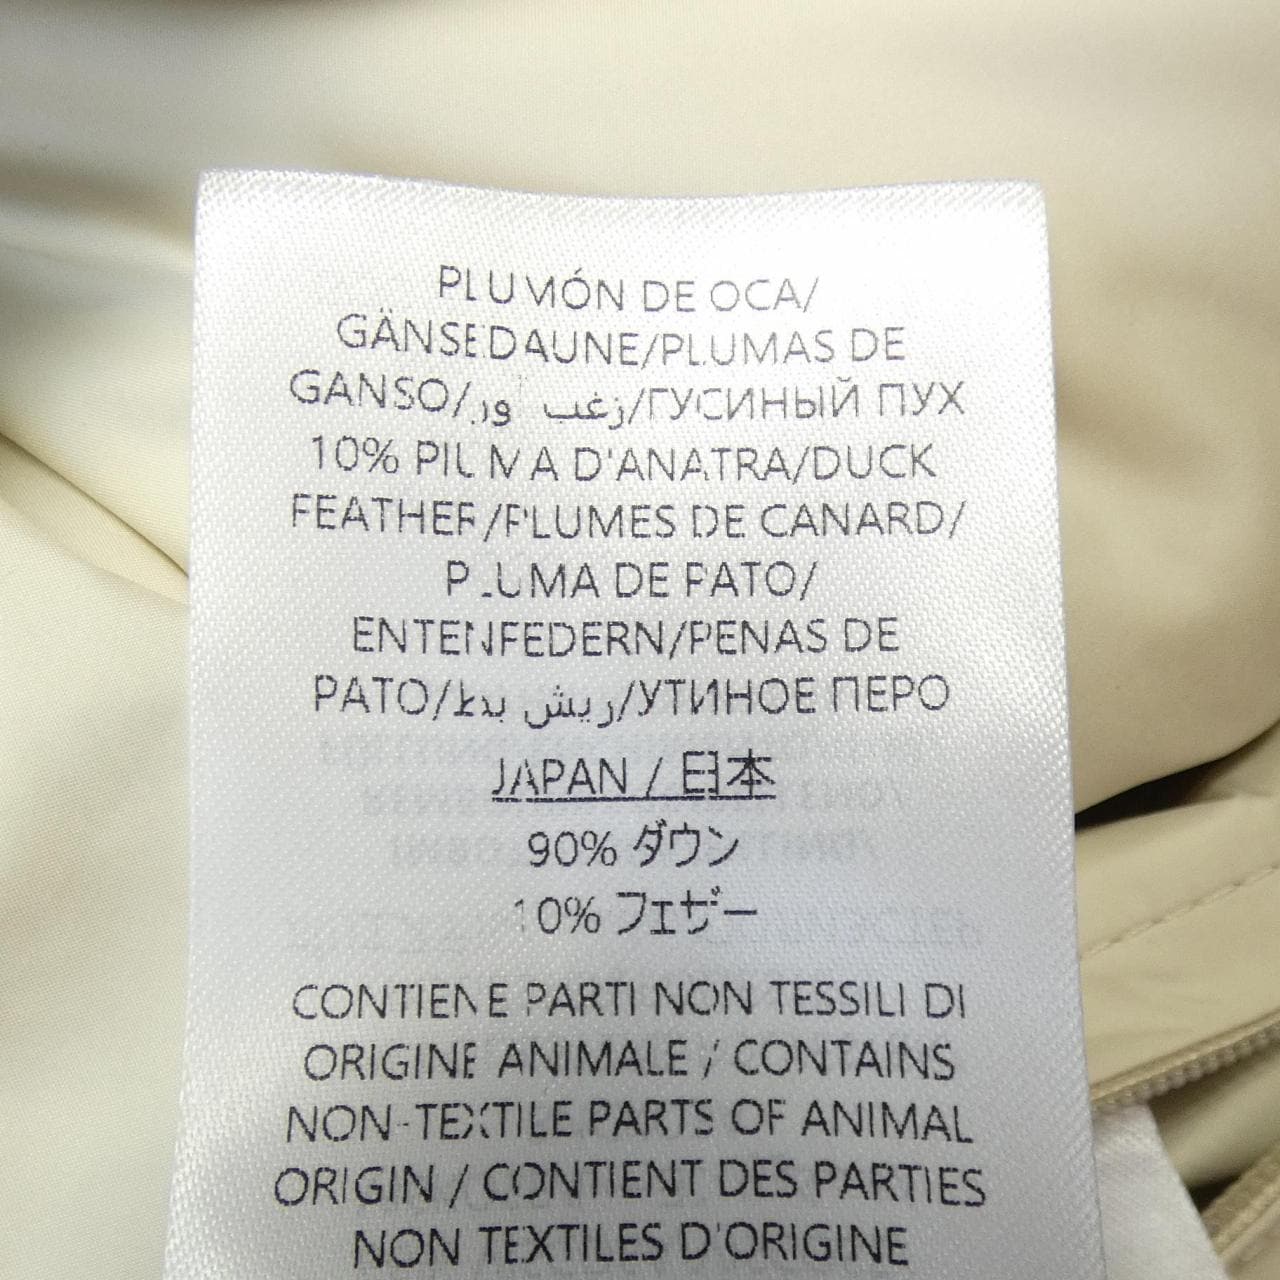 PLUMÓN DE OCA/
GÄNSEDAUNE/PLUMAS DE
GANSO/زغب وز/ГУСИНЫЙ ПУХ
10% PIUMA D'ANATRA/DUCK
FEATHER/PLUMES DE CANARD/
PLUMA DE PATO/
ENTENFEDERN/PENAS DE
PATO/ريش بط/УТИНОЕ ПЕРО
JAPAN / 日本
90% ダウン
10% フェザー
CONTIENE PARTI NON TESSILI DI
ORIGINE ANIMALE / CONTAINS
NON-TEXTILE PARTS OF ANIMAL
ORIGIN / CONTIENT DES PARTIES
NON TEXTILES D'ORIGINE